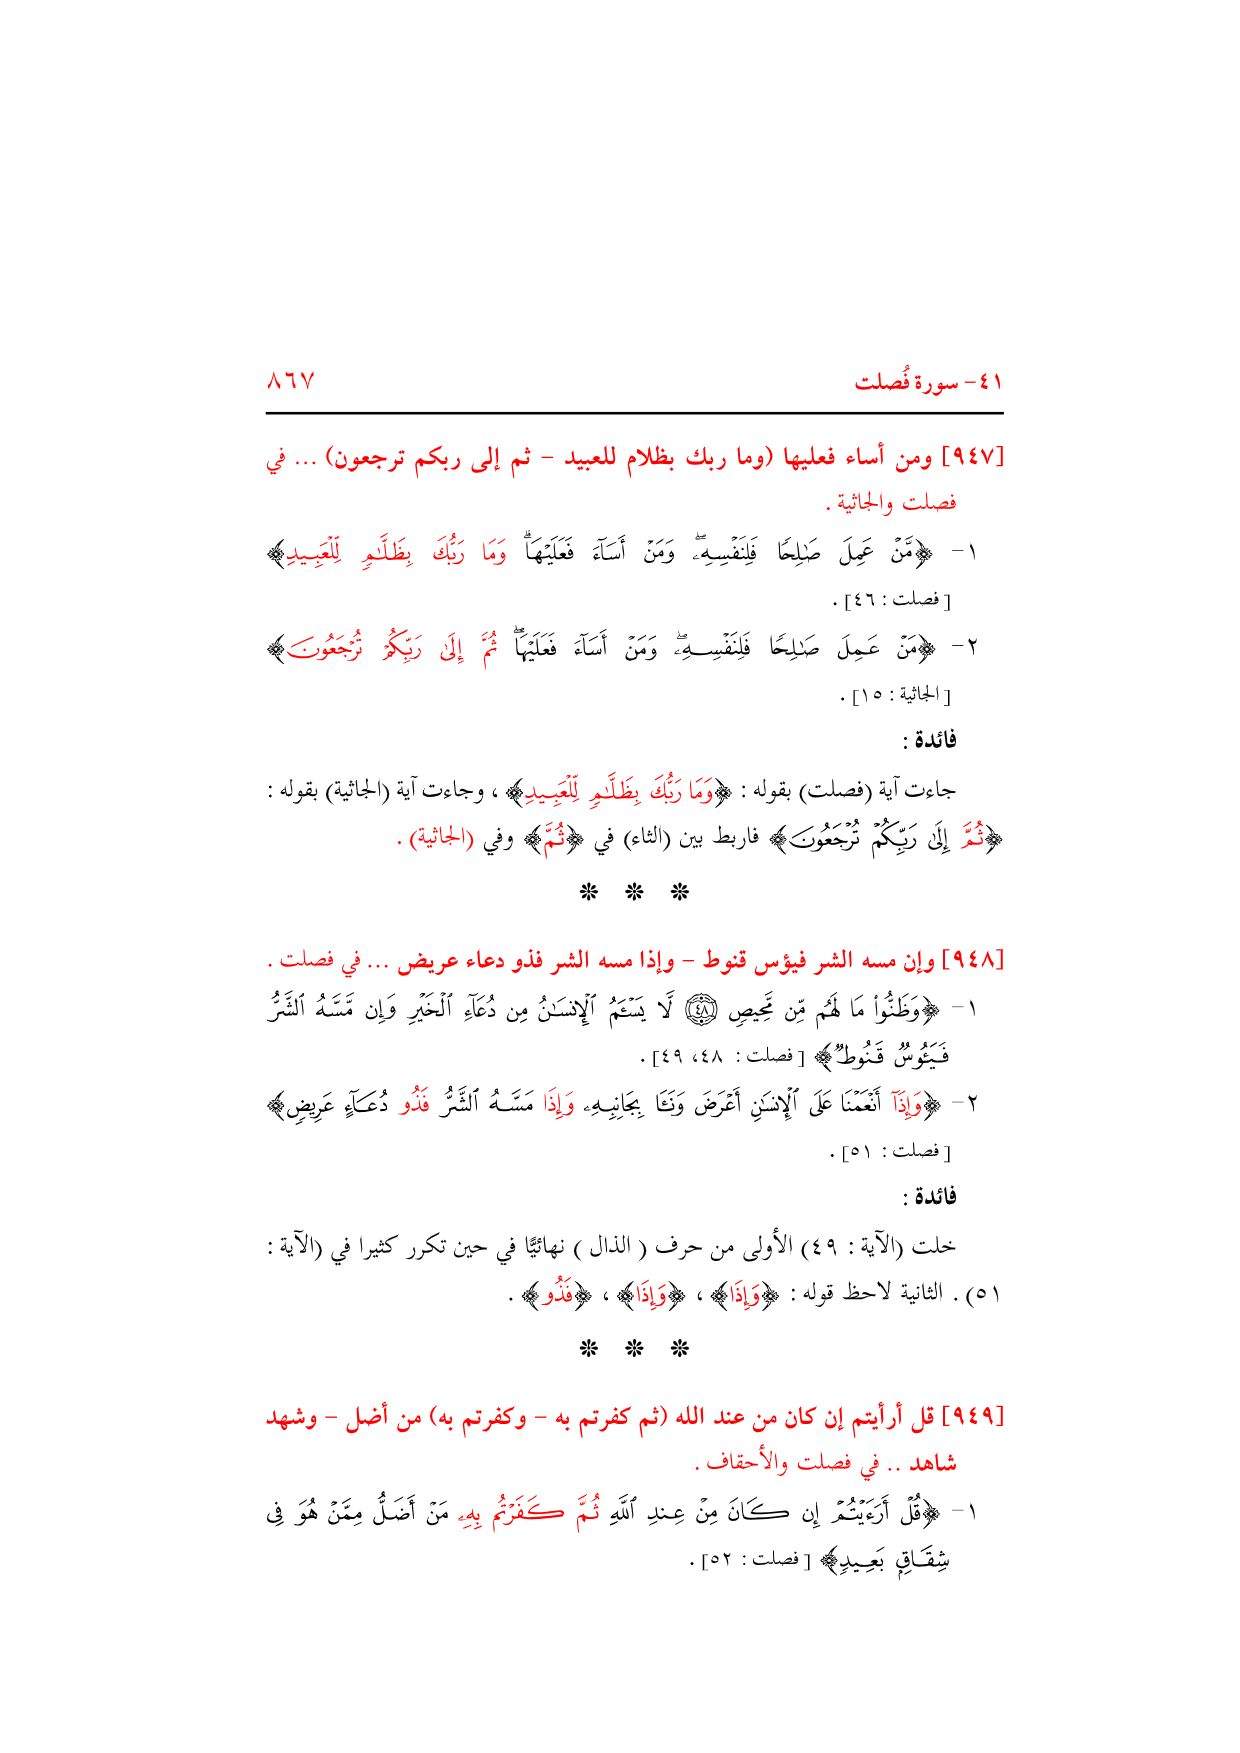 ٤١- سورة فُصلت ٨٦٧
[٩٤٧] ومن أساء فعليها (وما ربك بظلام للعبيد – ثم إلى ربكم ترجعون) ... في
فصلت والجاثية .
١- ﴿مَّنْ عَمِلَ صَٰلِحًا فَلِنَفْسِهِۦۖ وَمَنْ أَسَآءَ فَعَلَيْهَاۗ وَمَا رَبُّكَ بِظَلَّٰمٍ لِّلْعَبِيدِ﴾
[ فصلت : ٤٦] .
٢- ﴿مَنْ عَمِلَ صَٰلِحًا فَلِنَفْسِهِۦۖ وَمَنْ أَسَآءَ فَعَلَيْهَاۖ ثُمَّ إِلَىٰ رَبِّكُمْ تُرْجَعُونَ﴾
[ الجاثية : ١٥] .
فائدة :
جاءت آية (فصلت) بقوله : ﴿وَمَا رَبُّكَ بِظَلَّٰمٍ لِّلْعَبِيدِ﴾ ، وجاءت آية (الجاثية) بقوله :
﴿ثُمَّ إِلَىٰ رَبِّكُمْ تُرْجَعُونَ﴾ فاربط بين (الثاء) في ﴿ثُمَّ﴾ وفي (الجاثية) .
❊ ❊ ❊
[٩٤٨] وإن مسه الشر فيؤس قنوط – وإذا مسه الشر فذو دعاء عريض ... في فصلت .
١- ﴿وَظَنُّوا۟ مَا لَهُم مِّن مَّحِيصٍ ٤٨ لَّا يَسْـَٔمُ ٱلْإِنسَٰنُ مِن دُعَآءِ ٱلْخَيْرِ وَإِن مَّسَّهُ ٱلشَّرُّ
فَيَـُٔوسٌ قَنُوطٌ﴾ [ فصلت : ٤٨، ٤٩] .
٢- ﴿وَإِذَآ أَنْعَمْنَا عَلَى ٱلْإِنسَٰنِ أَعْرَضَ وَنَـَٔا بِجَانِبِهِۦ وَإِذَا مَسَّهُ ٱلشَّرُّ فَذُو دُعَآءٍ عَرِيضٍ﴾
[ فصلت : ٥١] .
فائدة :
خلت (الآية : ٤٩) الأولى من حرف ( الذال ) نهائيًّا في حين تكرر كثيرا في (الآية :
٥١) . الثانية لاحظ قوله : ﴿وَإِذَا﴾ ، ﴿وَإِذَا﴾ ، ﴿فَذُو﴾ .
❊ ❊ ❊
[٩٤٩] قل أرأيتم إن كان من عند الله (ثم كفرتم به – وكفرتم به) من أضل – وشهد
شاهد .. في فصلت والأحقاف .
١- ﴿قُلْ أَرَءَيْتُمْ إِن كَانَ مِنْ عِندِ ٱللَّهِ ثُمَّ كَفَرْتُم بِهِۦ مَنْ أَضَلُّ مِمَّنْ هُوَ فِى
شِقَاقٍۭ بَعِيدٍ﴾ [ فصلت : ٥٢] .